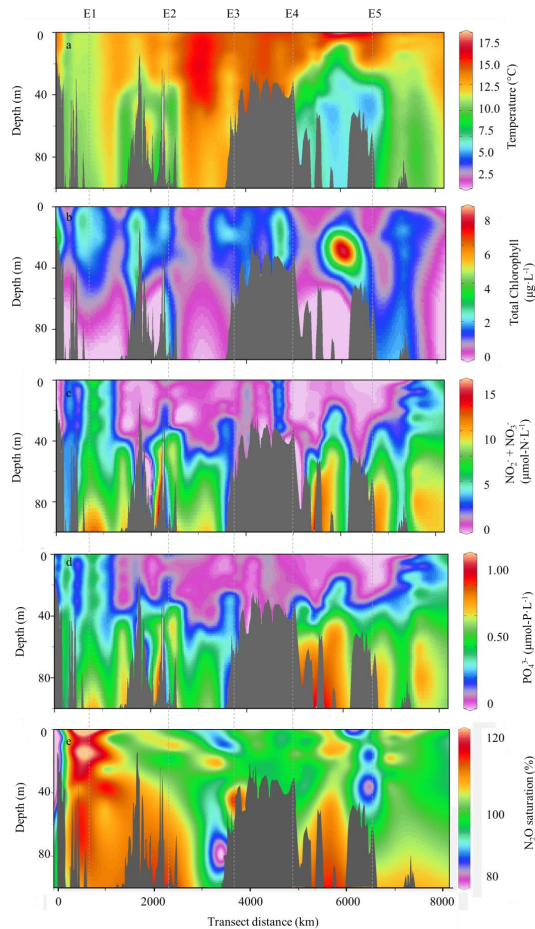 E1 E2 E3 E4 E5
a
0
40
80
Depth (m)
17.5
15.0
12.5
10.0
7.5
5.0
2.5
Temperature (°C)
b
0
40
80
Depth (m)
8
6
4
2
0
Total Chlorophyll
(µg·L⁻¹)
c
0
40
80
Depth (m)
15
10
5
0
NO₂⁻ + NO₃⁻
(µmol-N·L⁻¹)
d
0
40
80
Depth (m)
1.00
0.50
0
PO₄³⁻ (µmol-P·L⁻¹)
e
0
40
80
Depth (m)
120
100
80
N₂O saturation (%)
0 2000 4000 6000 8000
Transect distance (km)